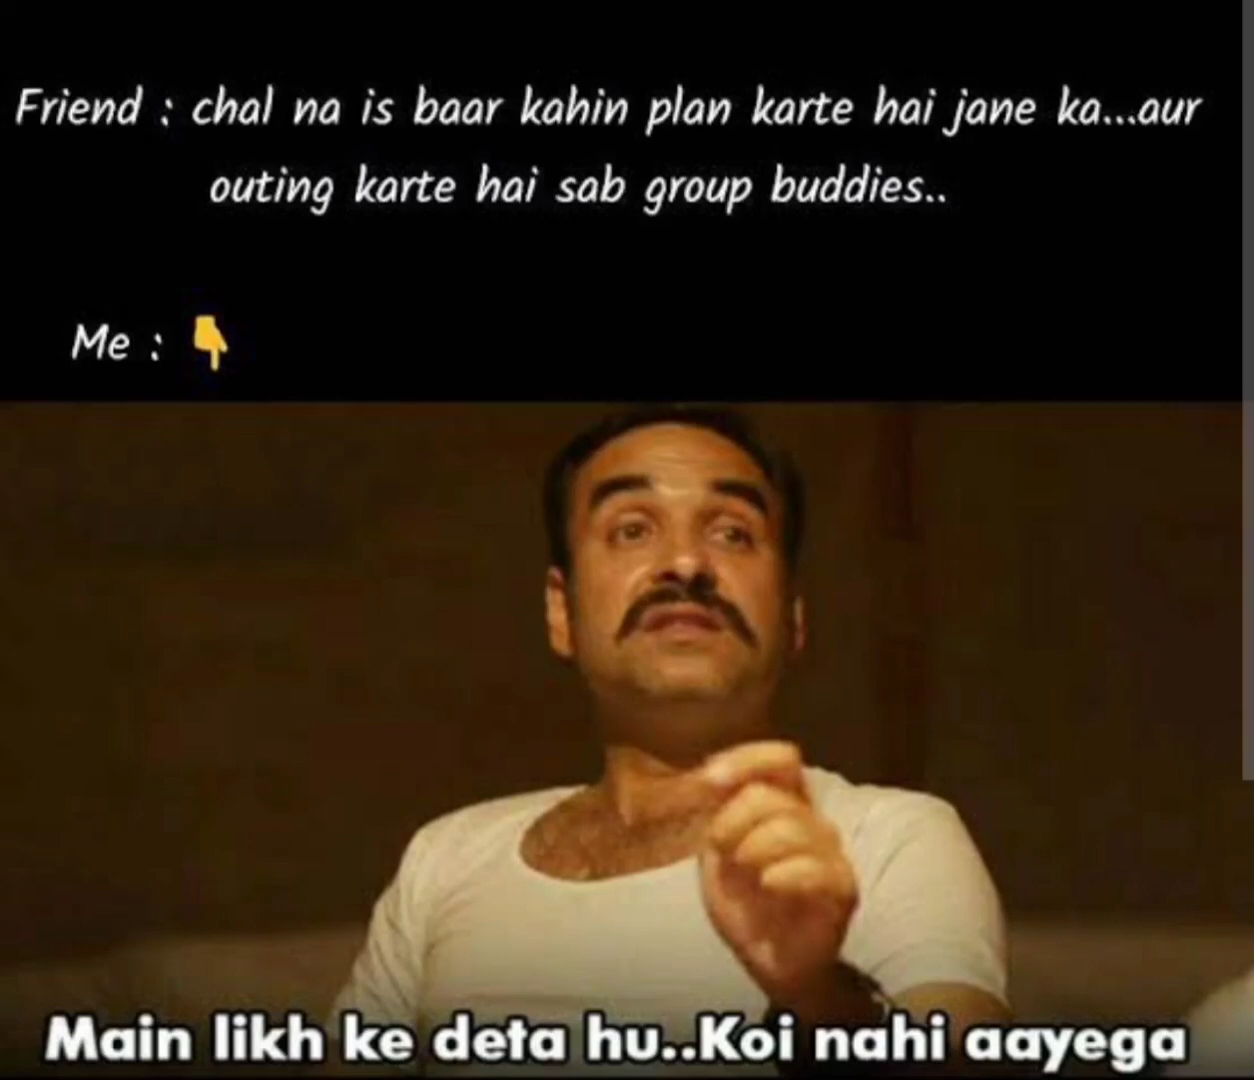 Friend : chal na is baar kahin plan karte hai jane ka...aur
outing karte hai sab group buddies..
Me : 👇
Main likh ke deta hu..Koi nahi aayega